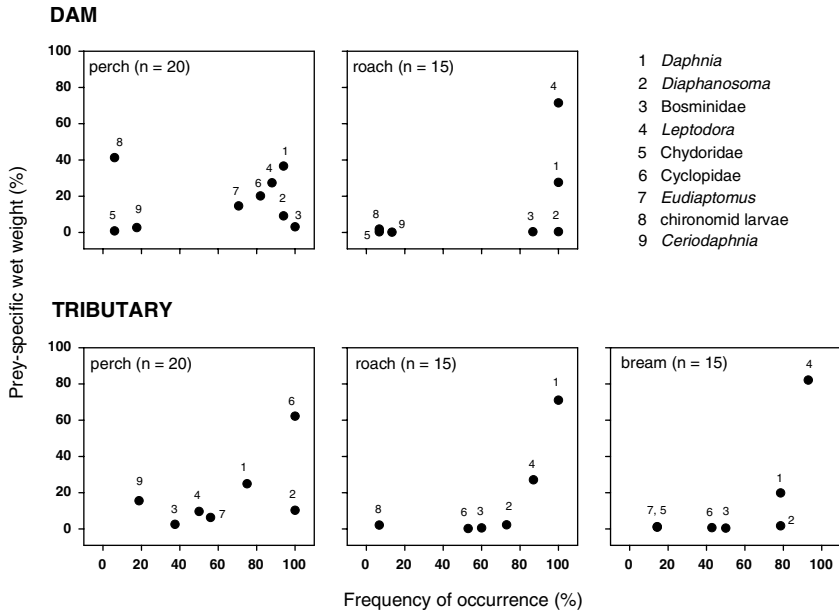 DAM
perch (n = 20)
roach (n = 15)
100
80
60
40
20
0
8
5
9
7
6
4
1
2
3
4
1
8
5
9
3
2
1 Daphnia
2 Diaphanosoma
3 Bosminidae
4 Leptodora
5 Chydoridae
6 Cyclopidae
7 Eudiaptomus
8 chironomid larvae
9 Ceriodaphnia
Prey-specific wet weight (%)
TRIBUTARY
perch (n = 20)
roach (n = 15)
bream (n = 15)
100
80
60
40
20
0
9
3
4
7
1
6
2
8
6
3
2
4
1
7, 5
6
3
1
2
4
0 20 40 60 80 100
0 20 40 60 80 100
0 20 40 60 80 100
Frequency of occurrence (%)